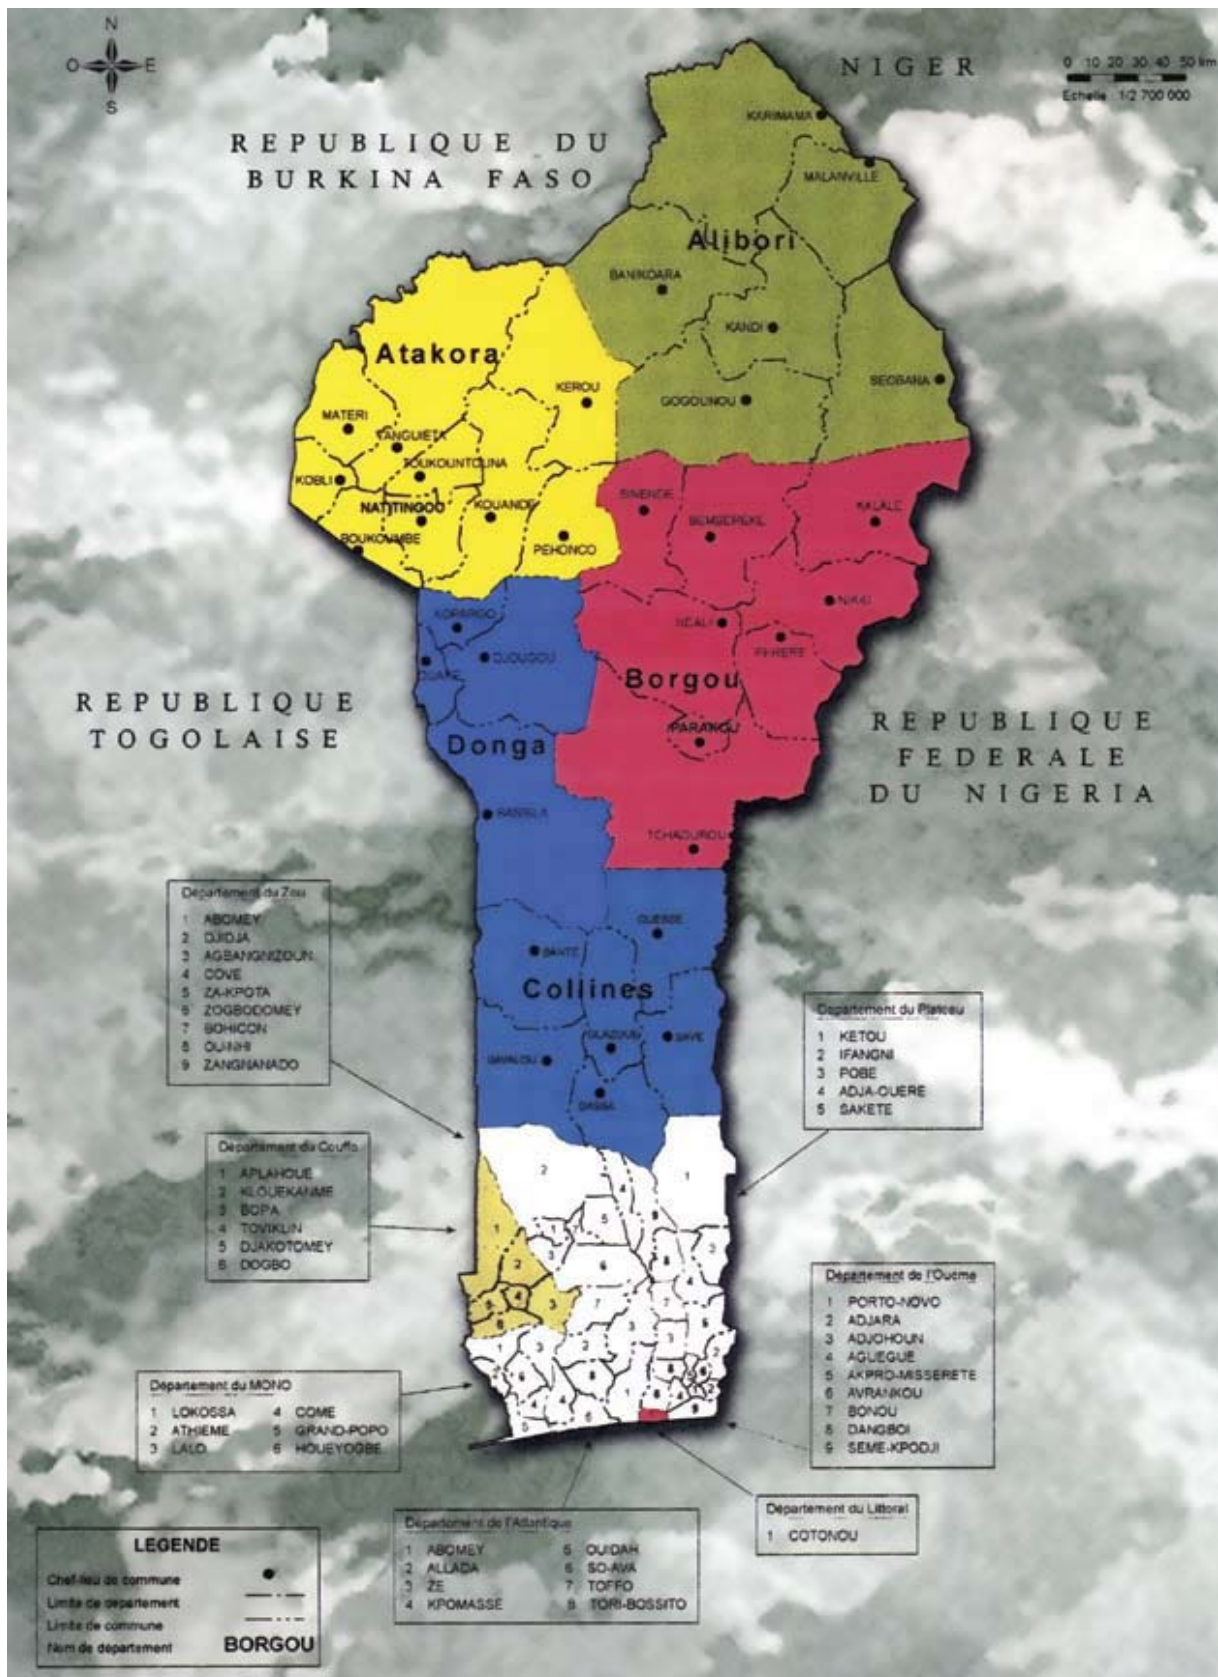 N
O E
S
NIGER
0 10 20 30 40 50 km
Echelle 1/2 700 000
REPUBLIQUE DU
BURKINA FASO
KARIMAMA
MALANVILLE
Alibori
BANIKOARA
KANDI
SEGBANA
GOGOUNOU
Atakora
KEROU
MATERI
TANGUIETA
TOUKOUNTOUNA
KOBLI
NATITINGOU
KOUANDE
BOUKOUMBE
PEHONCO
SINENDE
BEMBEREKE
KALALE
NIKKI
PERERE
Borgou
PARAKOU
TCHAOUROU
KOPARGO
DJOUGOU
OUAKE
Donga
BASSILA
REPUBLIQUE
TOGOLAISE
REPUBLIQUE
FEDERALE
DU NIGERIA
OUESSE
BANTE
Collines
GLAZOUE
SAVE
SAVALOU
DASSA
Département du Zou
1 ABOMEY
2 DJIDJA
3 AGBANGNIZOUN
4 COVE
5 ZA-KPOTA
6 ZOGBODOMEY
7 BOHICON
8 OUINHI
9 ZANGNANADO
Département du Plateau
1 KETOU
2 IFANGNI
3 POBE
4 ADJA-OUERE
5 SAKETE
Département du Couffo
1 APLAHOUE
2 KLOUEKANME
3 BOPA
4 TOVIKLIN
5 DJAKOTOMEY
6 DOGBO
Département de l'Ouémé
1 PORTO-NOVO
2 ADJARA
3 ADJOHOUN
4 AGUEGUE
5 AKPRO-MISSERETE
6 AVRANKOU
7 BONOU
8 DANGBOI
9 SEME-KPODJI
Département du MONO
1 LOKOSSA 4 COME
2 ATHIEME 5 GRAND-POPO
3 LALO 6 HOUEYOGBE
Département de l'Atlantique
1 ABOMEY 5 OUIDAH
2 ALLADA 6 SO-AVA
3 ZE 7 TOFFO
4 KPOMASSE 8 TORI-BOSSITO
Département du Littoral
1 COTONOU
LEGENDE
Chef-lieu de commune
Limite de département
Limite de commune
Nom de département BORGOU